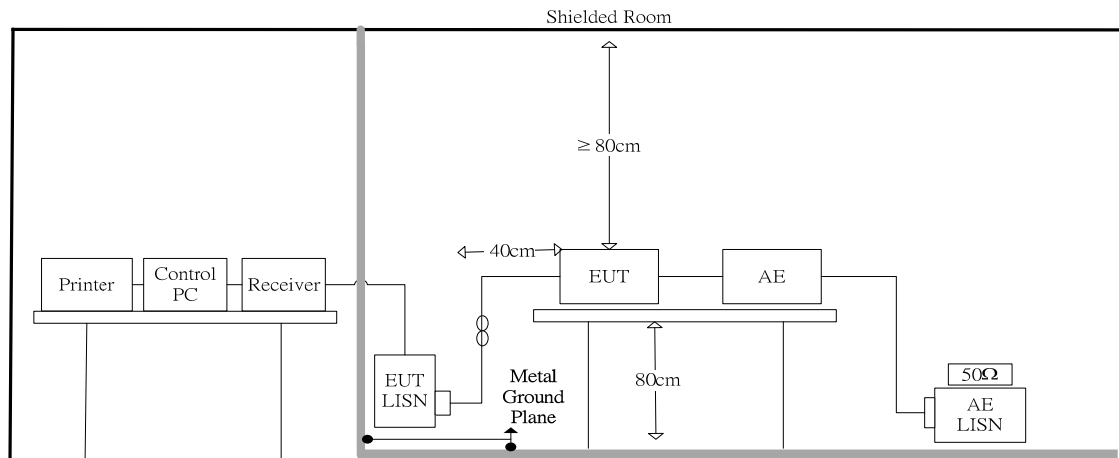 Shielded Room
≥ 80cm
40cm
Printer
Control
PC
Receiver
EUT
AE
EUT
LISN
Metal
Ground
Plane
80cm
50Ω
AE
LISN